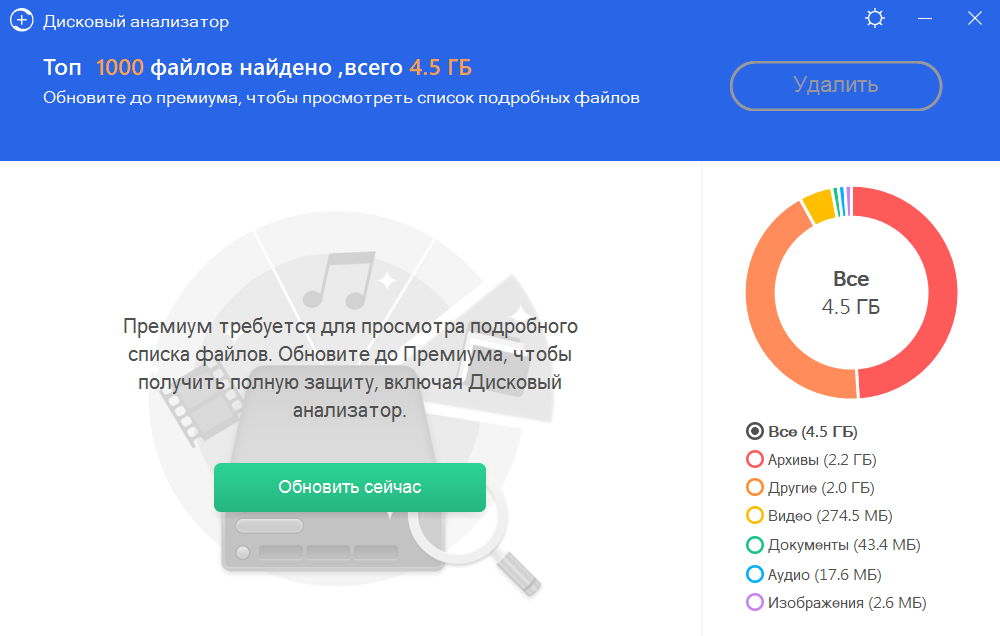 Дисковый анализатор
Топ 1000 файлов найдено ,всего 4.5 ГБ
Обновите до премиума, чтобы просмотреть список подробных файлов
Удалить
Премиум требуется для просмотра подробного
списка файлов. Обновите до Премиума, чтобы
получить полную защиту, включая Дисковый
анализатор.
Обновить сейчас
Все
4.5 ГБ
Все (4.5 ГБ)
Архивы (2.2 ГБ)
Другие (2.0 ГБ)
Видео (274.5 МБ)
Документы (43.4 МБ)
Аудио (17.6 МБ)
Изображения (2.6 МБ)